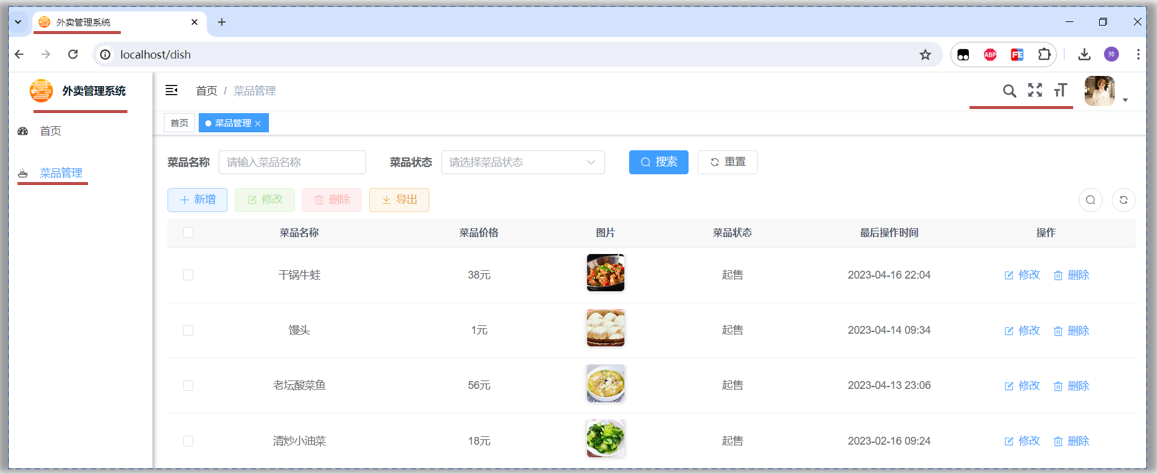 外卖管理系统
localhost/dish
ABP
帅
外卖管理系统
首页 / 菜品管理
首页
菜品管理
首页
菜品管理
菜品名称 请输入菜品名称 菜品状态 请选择菜品状态 搜索 重置
新增 修改 删除 导出
菜品名称 菜品价格 图片 菜品状态 最后操作时间 操作
干锅牛蛙 38元 起售 2023-04-16 22:04 修改 删除
馒头 1元 起售 2023-04-14 09:34 修改 删除
老坛酸菜鱼 56元 起售 2023-04-13 23:06 修改 删除
清炒小油菜 18元 起售 2023-02-16 09:24 修改 删除